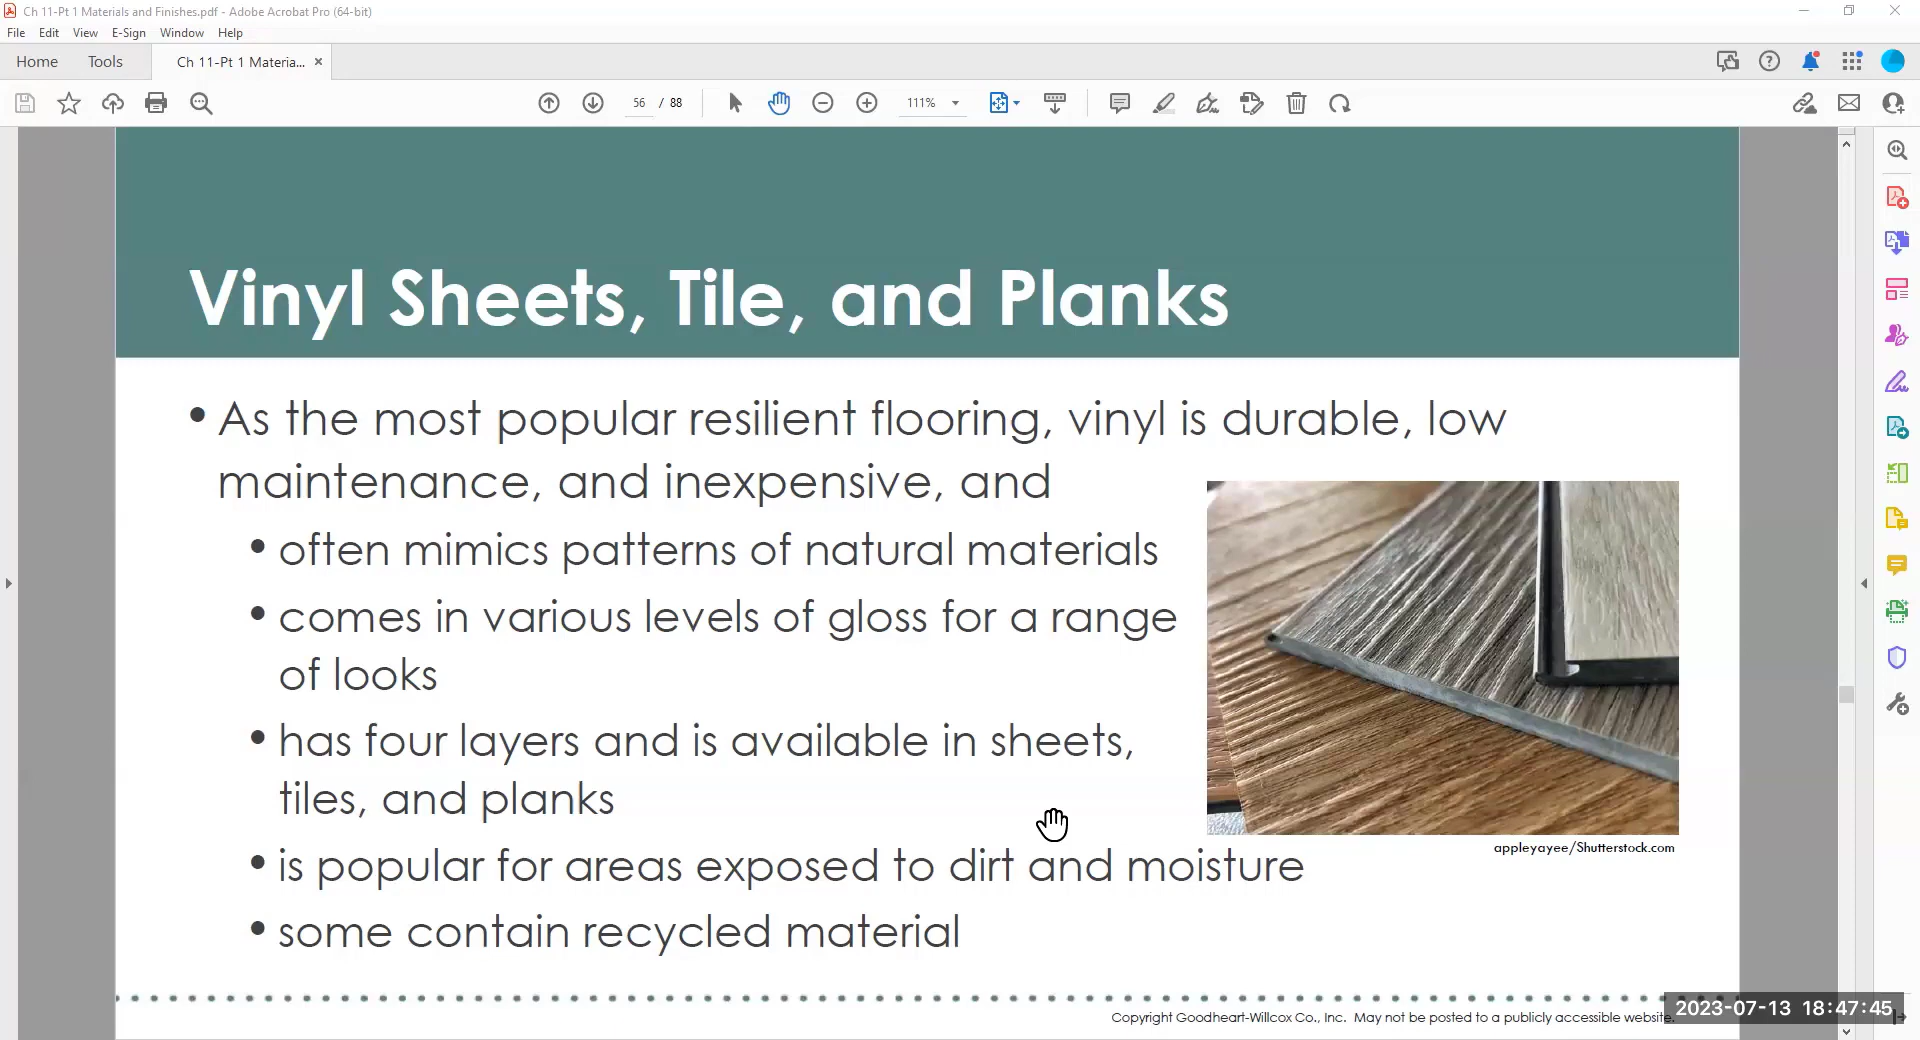 Ch 11-Pt 1 Materials and Finishes.pdf - Adobe Acrobat Pro (64-bit)
File Edit View E-Sign Window Help
Home Tools Ch 11-Pt 1 Materia... ×
56 / 88 111%
Vinyl Sheets, Tile, and Planks
• As the most popular resilient flooring, vinyl is durable, low
maintenance, and inexpensive, and
• often mimics patterns of natural materials
• comes in various levels of gloss for a range
of looks
• has four layers and is available in sheets,
tiles, and planks
appleyayee/Shutterstock.com
• is popular for areas exposed to dirt and moisture
• some contain recycled material
Copyright Goodheart-Willcox Co., Inc. May not be posted to a publicly accessible website.
2023-07-13 18:47:45